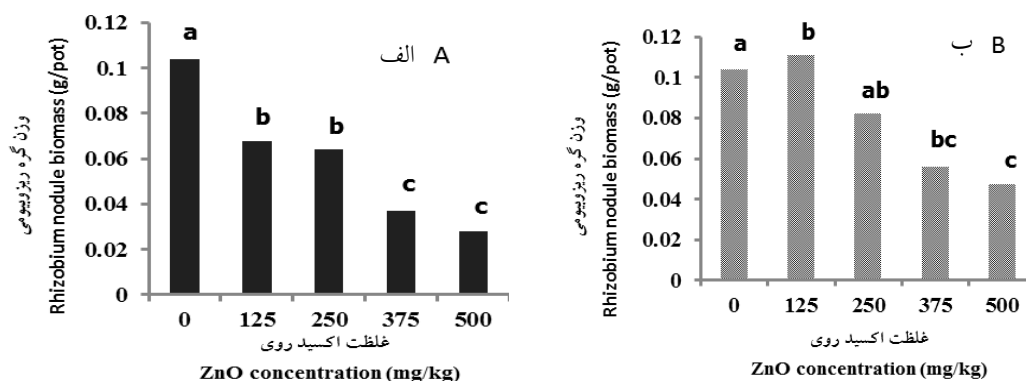 A الف
وزن گره ریزوبیومی
Rhizobium nodule biomass (g/pot)
0.12
0.1
0.08
0.06
0.04
0.02
0
a
b
b
c
c
0 125 250 375 500
غلظت اکسید روی
ZnO concentration (mg/kg)
B ب
وزن گره ریزوبیومی
Rhizobium nodule biomass (g/pot)
0.12
0.1
0.08
0.06
0.04
0.02
0
a
b
ab
bc
c
0 125 250 375 500
غلظت اکسید روی
ZnO concentration (mg/kg)